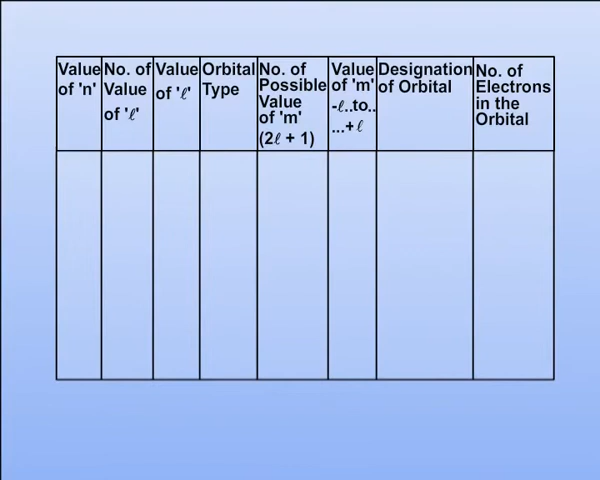 Value
of 'n'
No. of
Value
of 'ℓ'
Value
of 'ℓ'
Orbital
Type
No. of
Possible
Value
of 'm'
(2ℓ + 1)
Value
of 'm'
-ℓ..to..
...+ℓ
Designation
of Orbital
No. of
Electrons
in the
Orbital